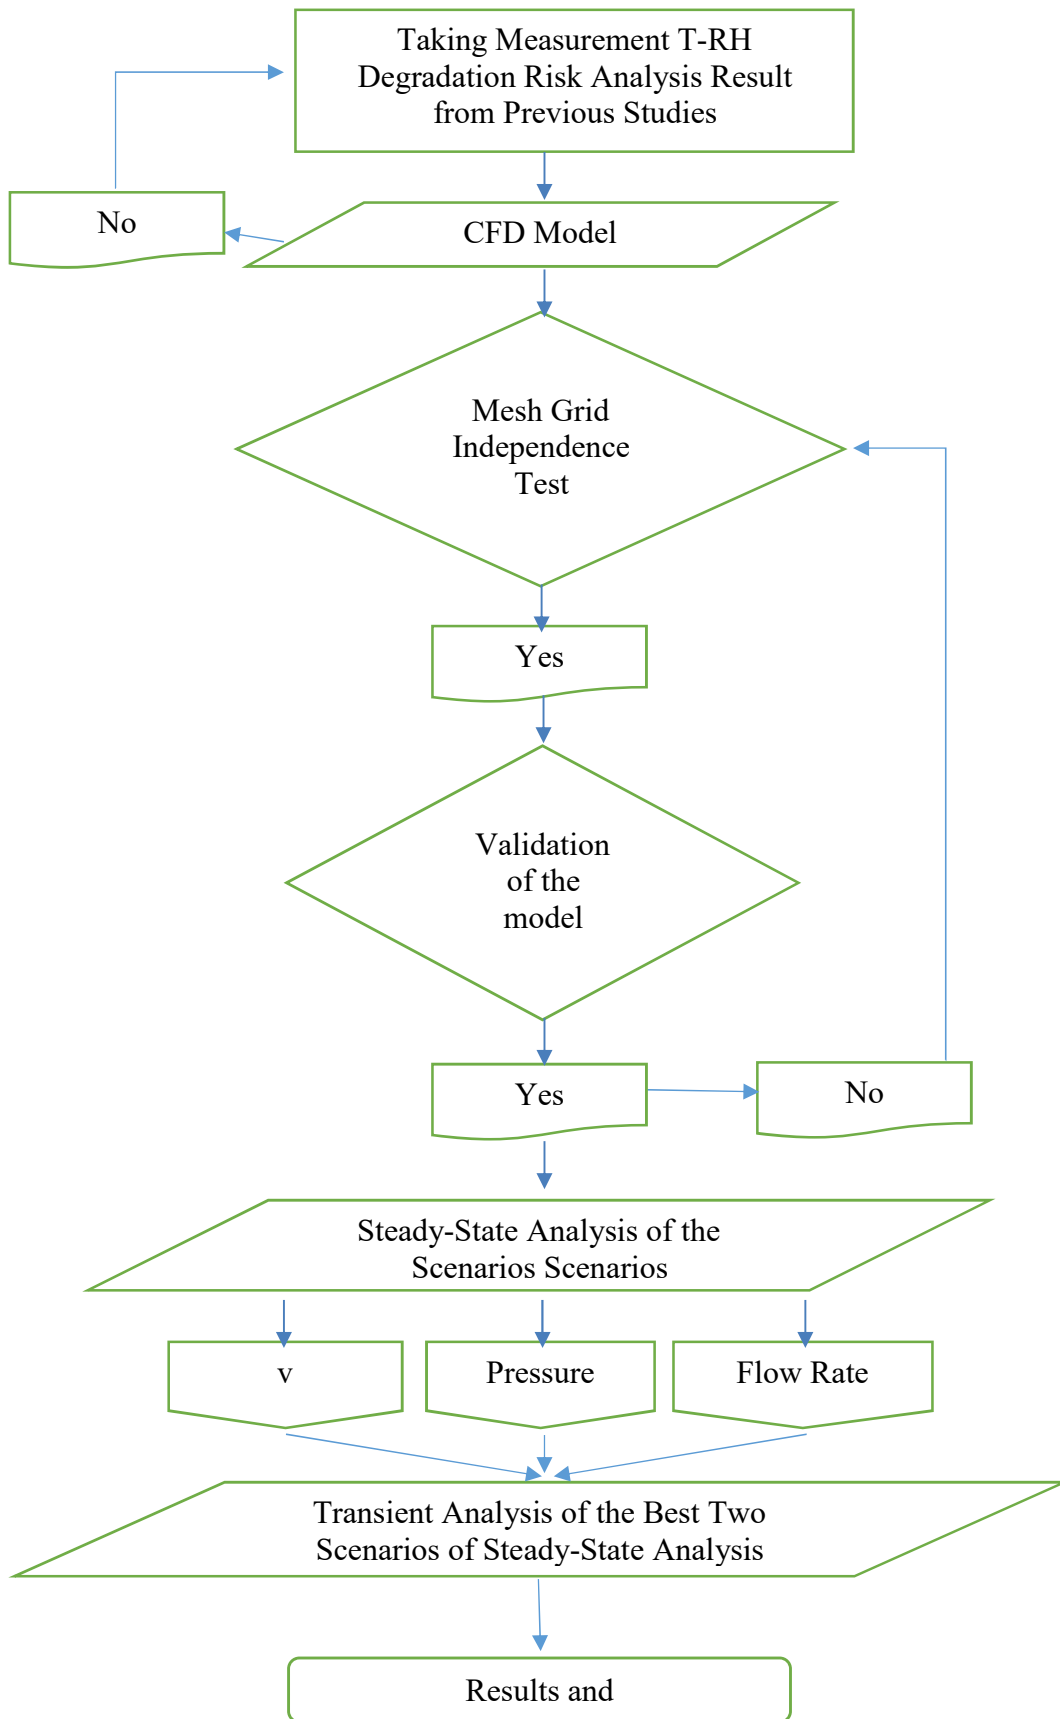 Taking Measurement T-RH
Degradation Risk Analysis Result
from Previous Studies
No
CFD Model
Mesh Grid
Independence
Test
Yes
Validation
of the
model
Yes
No
Steady-State Analysis of the
Scenarios Scenarios
v
Pressure
Flow Rate
Transient Analysis of the Best Two
Scenarios of Steady-State Analysis
Results and